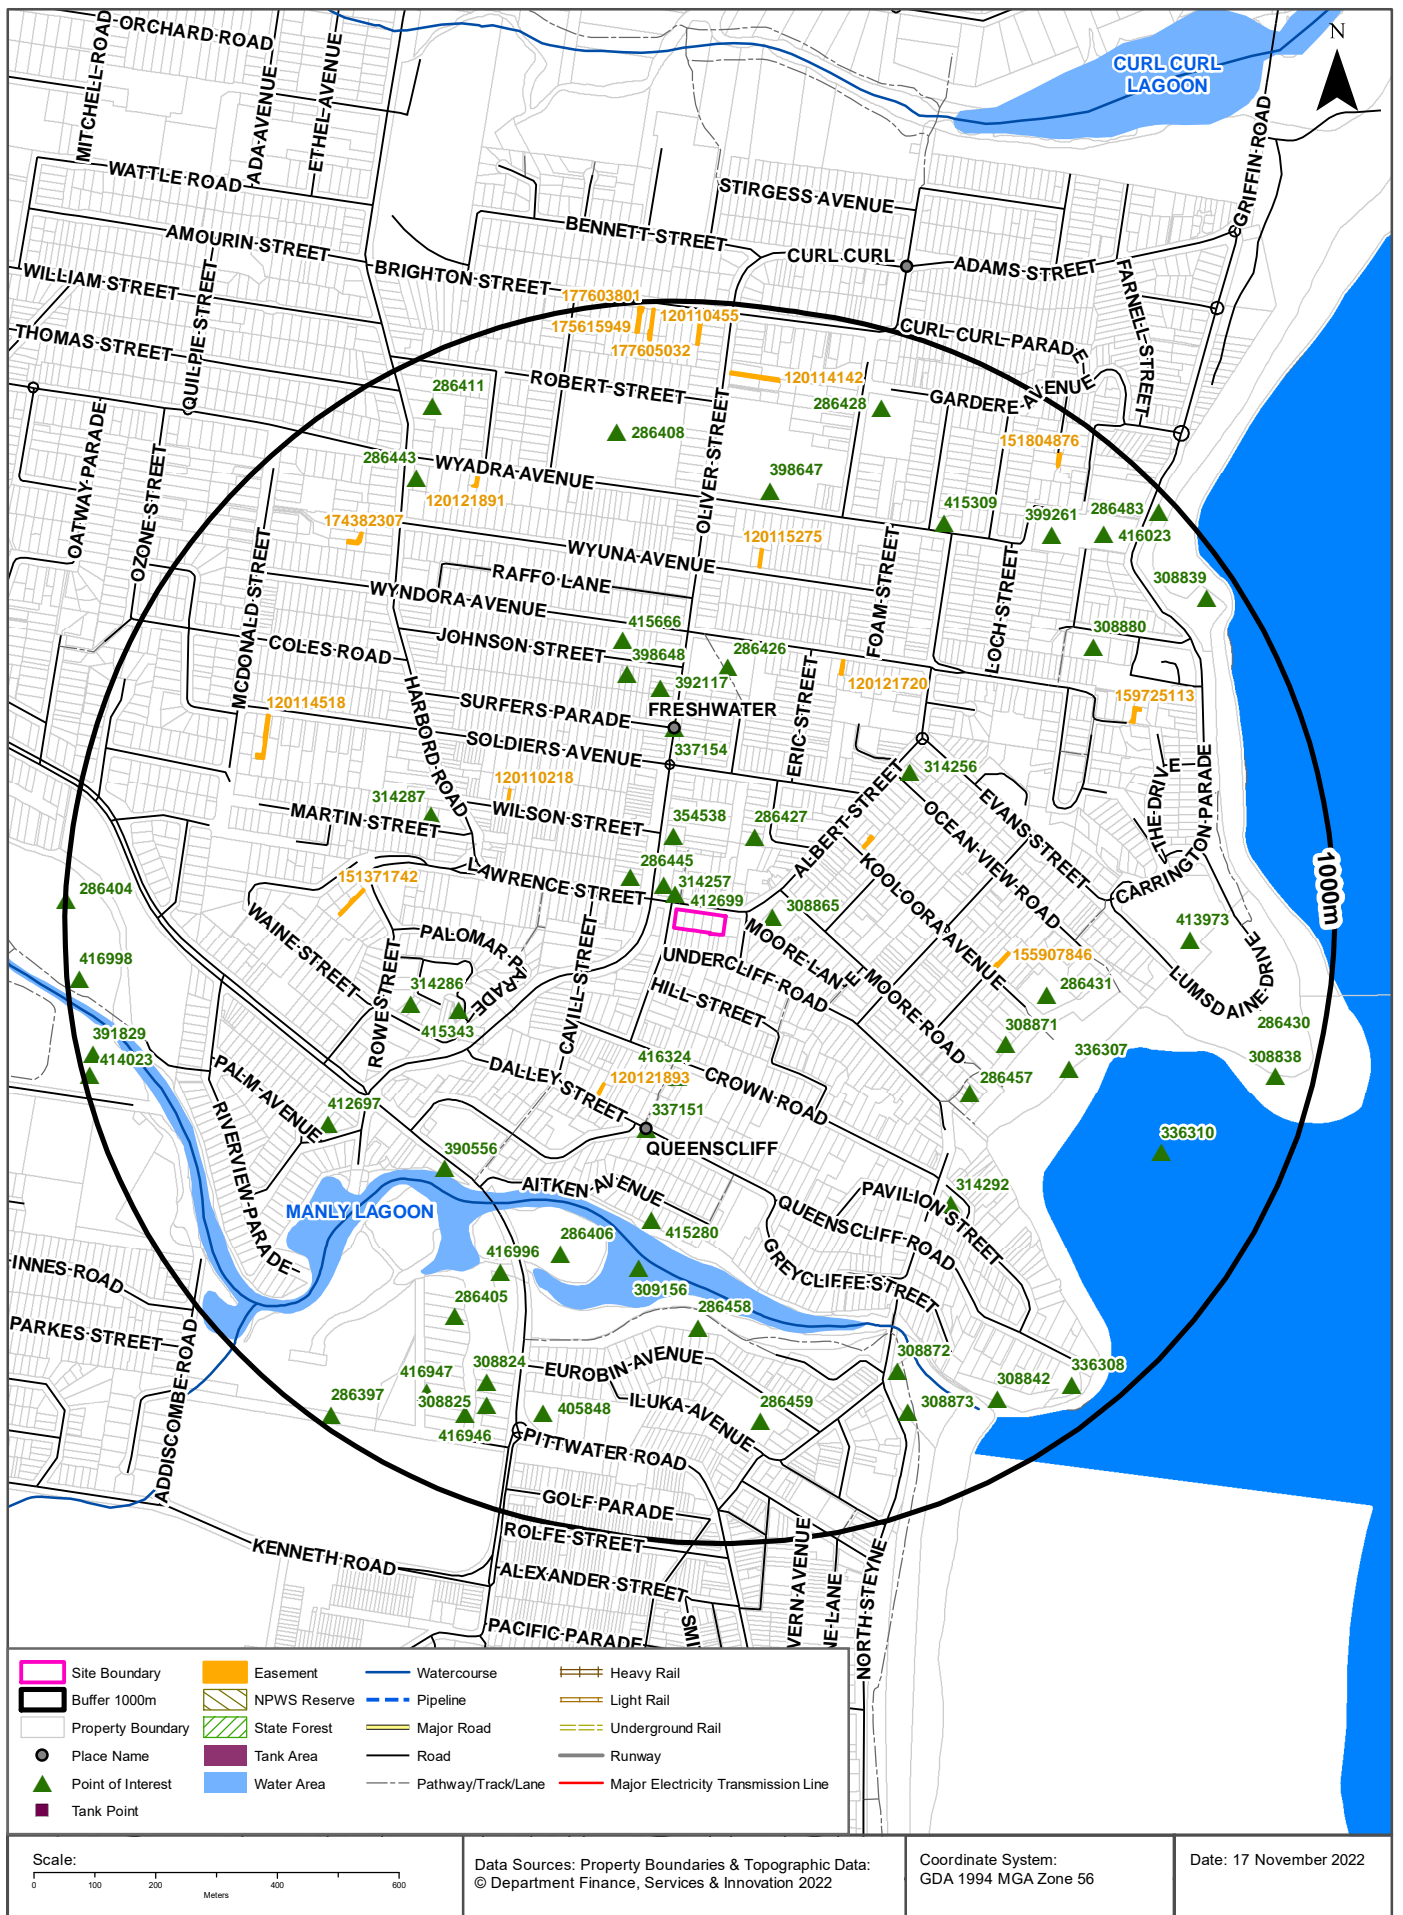 ORCHARD ROAD
MITCHELL ROAD
ADA AVENUE
ETHEL AVENUE
CURL CURL
LAGOON
N
GRIFFIN ROAD
WATTLE ROAD
STIRGESS AVENUE
AMOURIN STREET
BENNETT STREET
CURL CURL
ADAMS STREET
WILLIAM STREET
BRIGHTON STREET
FARNELL STREET
QUILPIE STREET
177603801
175615949
120110455
177605032
CURL CURL PARADE
THOMAS STREET
ROBERT STREET
120114142
GARDERE AVENUE
286411
286408
286428
OLIVER STREET
151804876
OATWAY PARADE
OZONE STREET
286443
WYADRA AVENUE
120121891
398647
415309
399261
286483
416023
174382307
MCDONALD STREET
WYUNA AVENUE
120115275
FOAM STREET
LOCH STREET
RAFFO LANE
308839
WYNDORA AVENUE
415666
COLES ROAD
JOHNSON STREET
398648
286426
308880
392117
ERIC STREET
120121720
159725113
120114518
HARBORD ROAD
SURFERS PARADE
FRESHWATER
SOLDIERS AVENUE
337154
314256
THE DRIVE
CARRINGTON PARADE
120110218
314287
MARTIN STREET
WILSON STREET
354538
286427
ALBERT STREET
EVANS STREET
OCEAN VIEW ROAD
KOOLOORA AVENUE
1000m
151371742
LAWRENCE STREET
286445
314257
412699
308865
286404
WAINE STREET
PALOMAR PARADE
CAVILL STREET
MOORE LANE
413973
UNDERCLIFF ROAD
155907846
LUMSDAINE DRIVE
416998
ROWE STREET
314286
HILL STREET
MOORE ROAD
286431
415343
286430
391829
414023
308871
308838
PALM AVENUE
DALLEY STREET
416324
CROWN ROAD
336307
286457
120121893
412697
RIVERVIEW PARADE
337151
QUEENSCLIFF
336310
390556
AITKEN AVENUE
PAVILION STREET
314292
MANLY LAGOON
QUEENSCLIFF ROAD
415280
286406
416996
GREYCLIFFE STREET
INNES ROAD
309156
286405
286458
PARKES STREET
ADDISCOMBE ROAD
308824
EUROBIN AVENUE
308872
336308
416947
308842
286397
308825
ILUKA AVENUE
405848
286459
308873
416946
PITTWATER ROAD
GOLF PARADE
ROLFE STREET
KENNETH ROAD
ALEXANDER STREET
VERN AVENUE
NE LANE
NORTH STEYNE
PACIFIC PARADE
SMI
Site Boundary
Easement
Watercourse
Heavy Rail
Buffer 1000m
NPWS Reserve
Pipeline
Light Rail
Property Boundary
State Forest
Major Road
Underground Rail
Place Name
Tank Area
Road
Runway
Point of Interest
Water Area
Pathway/Track/Lane
Major Electricity Transmission Line
Tank Point
Scale:
0 100 200 400 600
Meters
Data Sources: Property Boundaries & Topographic Data:
© Department Finance, Services & Innovation 2022
Coordinate System:
GDA 1994 MGA Zone 56
Date: 17 November 2022